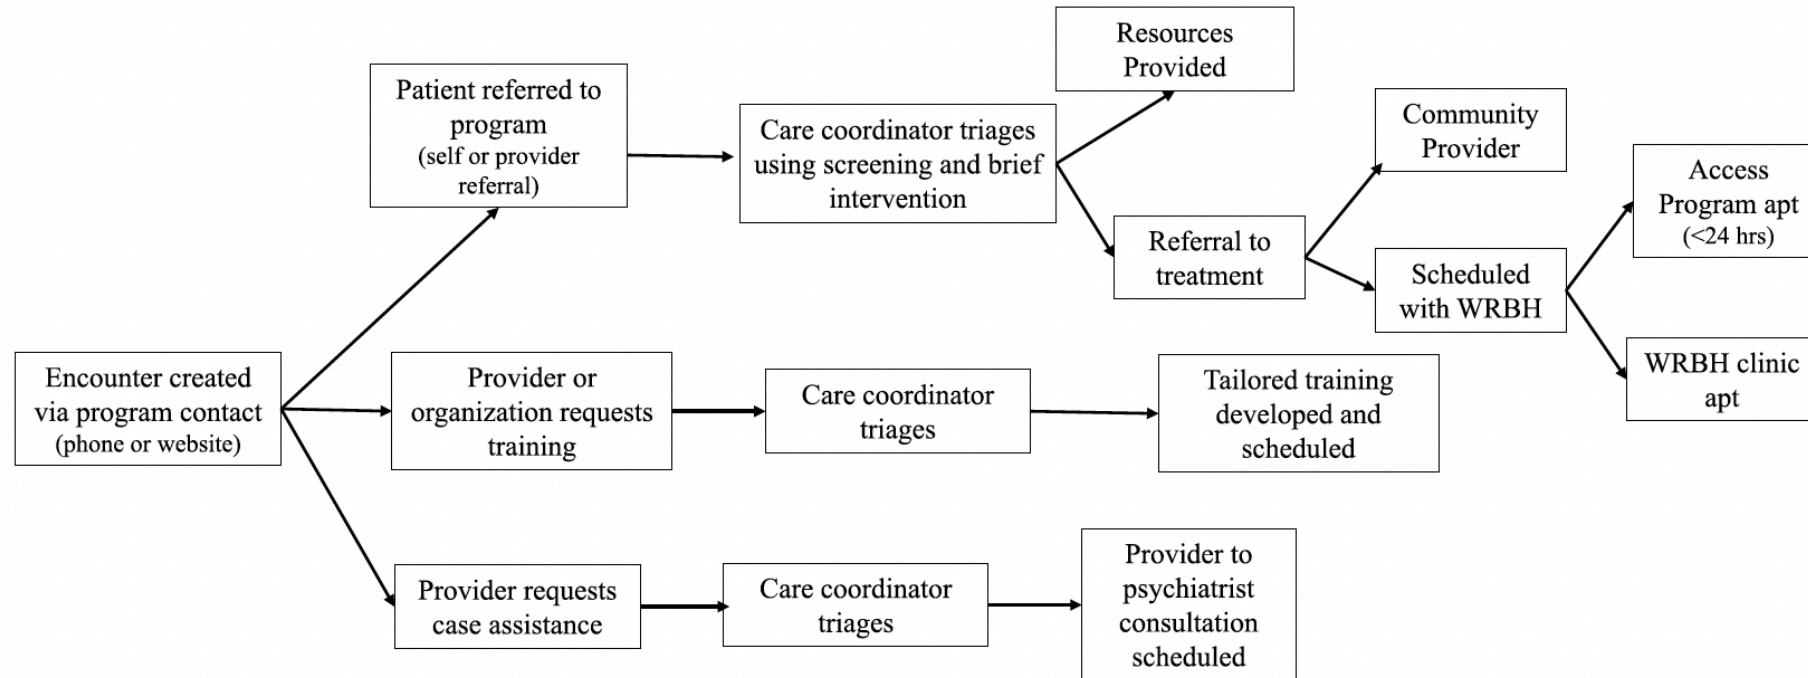 Resources
Provided
Patient referred to
program
(self or provider
referral)
Care coordinator triages
using screening and brief
intervention
Community
Provider
Access
Program apt
(<24 hrs)
Referral to
treatment
Scheduled
with WRBH
WRBH clinic
apt
Encounter created
via program contact
(phone or website)
Provider or
organization requests
training
Care coordinator
triages
Tailored training
developed and
scheduled
Provider requests
case assistance
Care coordinator
triages
Provider to
psychiatrist
consultation
scheduled